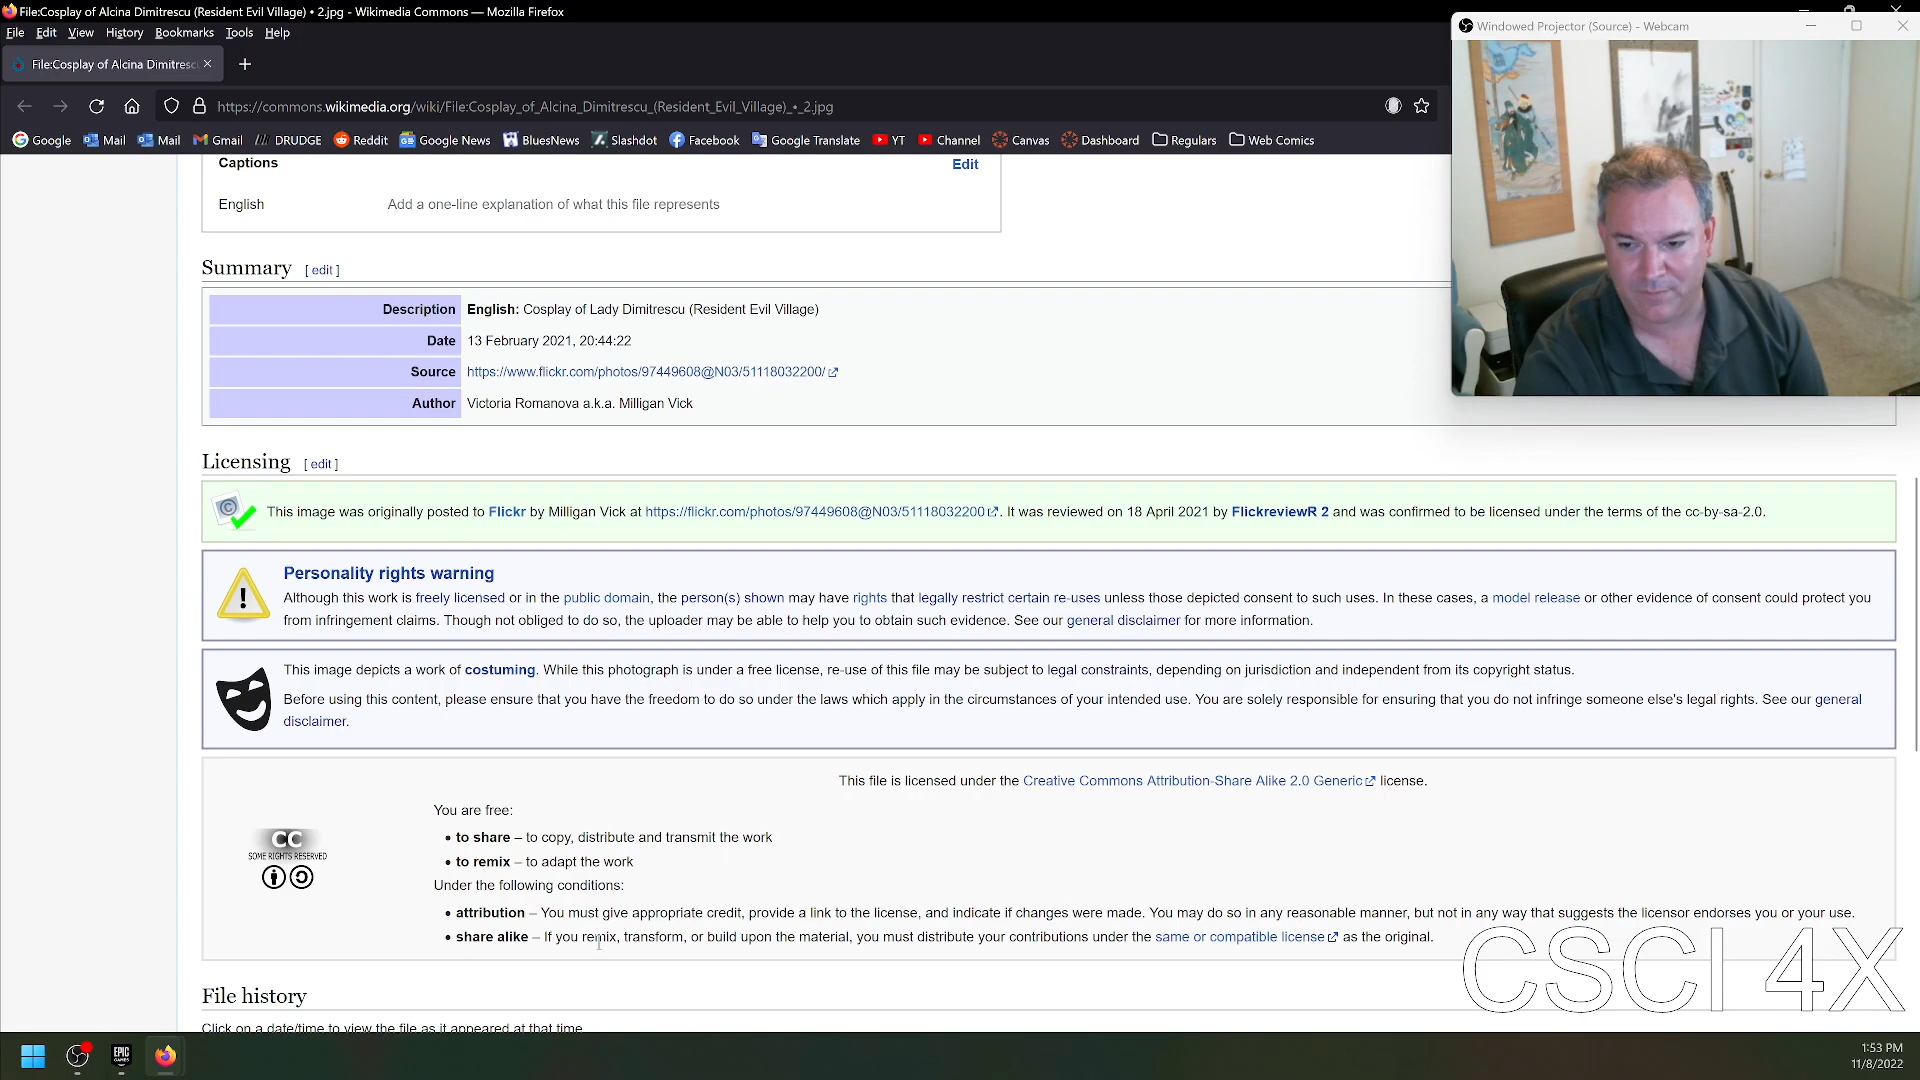 File:Cosplay of Alcina Dimitrescu (Resident Evil Village) • 2.jpg - Wikimedia Commons — Mozilla Firefox
File Edit View History Bookmarks Tools Help
Windowed Projector (Source) - Webcam
File:Cosplay of Alcina Dimitresc
https://commons.wikimedia.org/wiki/File:Cosplay_of_Alcina_Dimitrescu_(Resident_Evil_Village)_•_2.jpg
Google Mail Mail Gmail DRUDGE Reddit Google News BluesNews Slashdot Facebook Google Translate YT Channel Canvas Dashboard Regulars Web Comics
Captions Edit
English Add a one-line explanation of what this file represents
Summary [ edit ]
Description English: Cosplay of Lady Dimitrescu (Resident Evil Village)
Date 13 February 2021, 20:44:22
Source https://www.flickr.com/photos/97449608@N03/51118032200/
Author Victoria Romanova a.k.a. Milligan Vick
Licensing [ edit ]
This image was originally posted to Flickr by Milligan Vick at https://flickr.com/photos/97449608@N03/51118032200. It was reviewed on 18 April 2021 by FlickreviewR 2 and was confirmed to be licensed under the terms of the cc-by-sa-2.0.
Personality rights warning
Although this work is freely licensed or in the public domain, the person(s) shown may have rights that legally restrict certain re-uses unless those depicted consent to such uses. In these cases, a model release or other evidence of consent could protect you
from infringement claims. Though not obliged to do so, the uploader may be able to help you to obtain such evidence. See our general disclaimer for more information.
This image depicts a work of costuming. While this photograph is under a free license, re-use of this file may be subject to legal constraints, depending on jurisdiction and independent from its copyright status.
Before using this content, please ensure that you have the freedom to do so under the laws which apply in the circumstances of your intended use. You are solely responsible for ensuring that you do not infringe someone else's legal rights. See our general
disclaimer.
This file is licensed under the Creative Commons Attribution-Share Alike 2.0 Generic license.
You are free:
• to share – to copy, distribute and transmit the work
CC
SOME RIGHTS RESERVED
• to remix – to adapt the work
Under the following conditions:
• attribution – You must give appropriate credit, provide a link to the license, and indicate if changes were made. You may do so in any reasonable manner, but not in any way that suggests the licensor endorses you or your use.
• share alike – If you remix, transform, or build upon the material, you must distribute your contributions under the same or compatible license as the original.
CSCI 4X
File history
Click on a date/time to view the file as it appeared at that time
EPIC GAMES
1:53 PM
11/8/2022